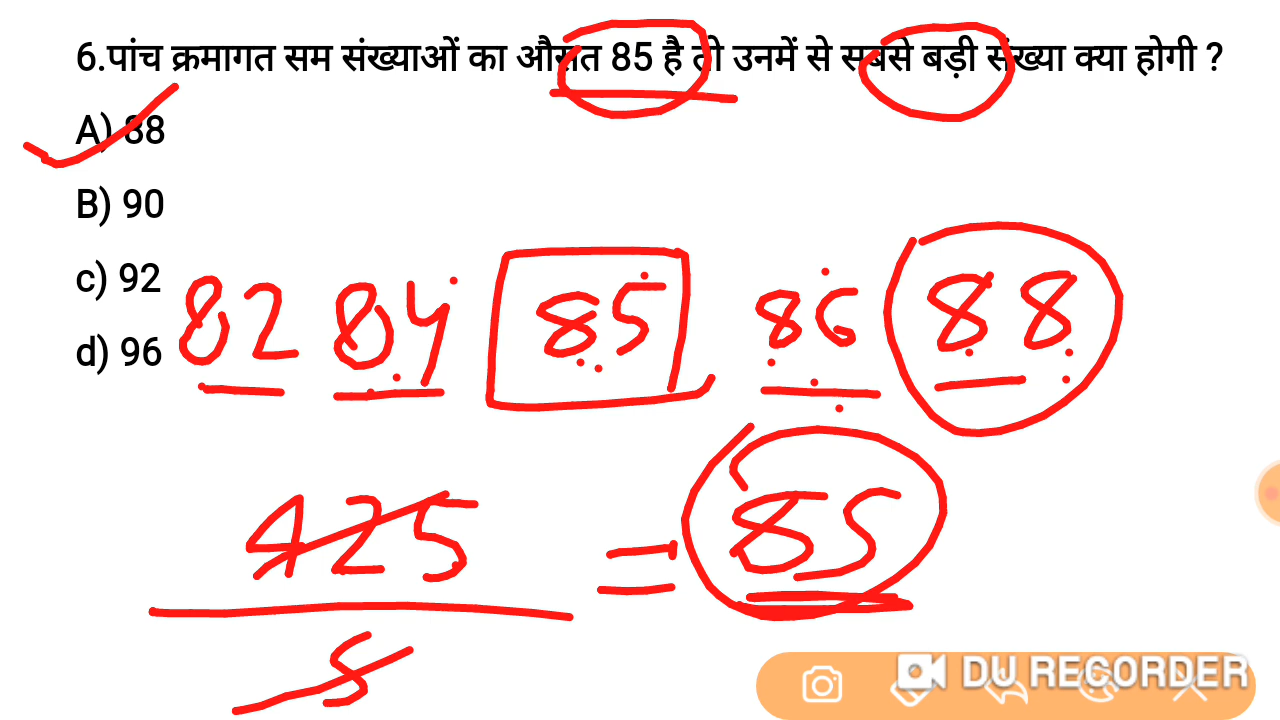 6.पांच क्रमागत सम संख्याओं का औसत 85 है तो उनमें से सबसे बड़ी संख्या क्या होगी ?
A) 88
B) 90
c) 92
d) 96
82 84 85 86 88
425
5
= 85
DU RECORDER